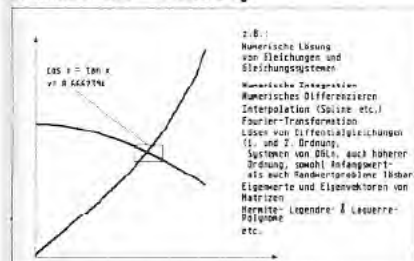 cos x = tan x
z.B.:
Numerische Lösung
von Gleichungen und
Gleichungssystemen
Numerische Integration
Numerisches Differenzieren
Interpolation (Spline etc.)
Fourier-Transformation
Lösen von Differentialgleichungen
(1. und 2. Ordnung,
Systemen von DGLn, auch höherer
Ordnung, sowohl Anfangswert-
als auch Randwertprobleme lösbar
Eigenwerte und Eigenvektoren von
Matrizen
Hermite- Legendre- & Laguerre-
Polynome
etc.